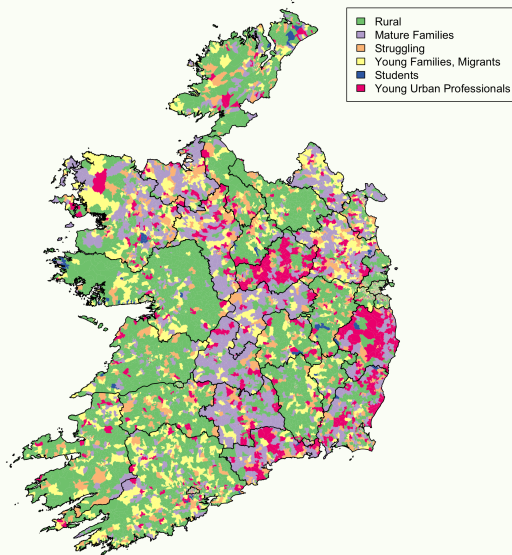 Rural
Mature Families
Struggling
Young Families, Migrants
Students
Young Urban Professionals